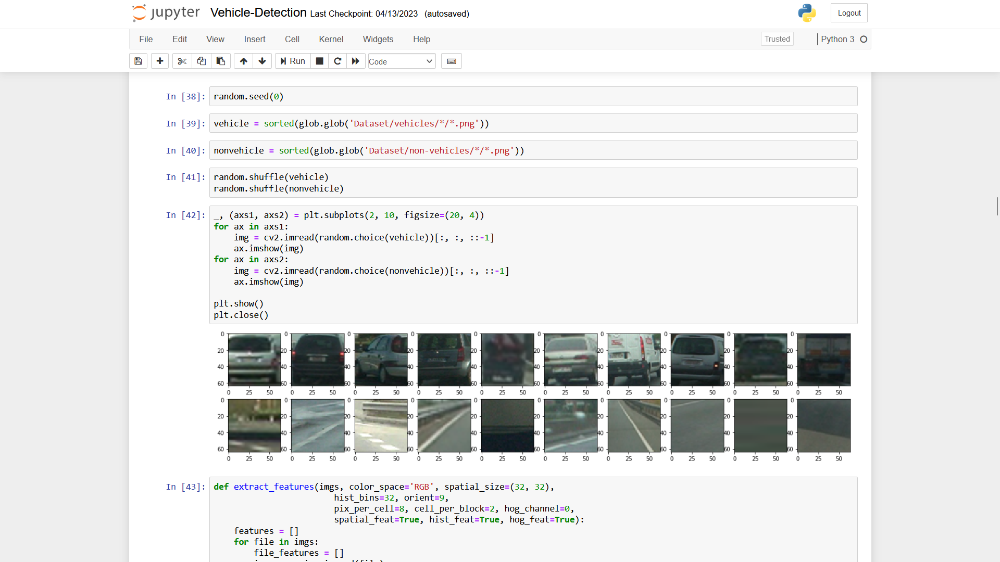 jupyter Vehicle-Detection Last Checkpoint: 04/13/2023 (autosaved)
Logout
File Edit View Insert Cell Kernel Widgets Help
Trusted
Python 3
Run
Code
In [38]: random.seed(0)
In [39]: vehicle = sorted(glob.glob('Dataset/vehicles/*/*.png'))
In [40]: nonvehicle = sorted(glob.glob('Dataset/non-vehicles/*/*.png'))
In [41]: random.shuffle(vehicle)
random.shuffle(nonvehicle)
In [42]: _, (axs1, axs2) = plt.subplots(2, 10, figsize=(20, 4))
for ax in axs1:
    img = cv2.imread(random.choice(vehicle))[:, :, ::-1]
    ax.imshow(img)
for ax in axs2:
    img = cv2.imread(random.choice(nonvehicle))[:, :, ::-1]
    ax.imshow(img)
plt.show()
plt.close()
0 0 0 0 0 0 0 0 0 0
20 20 20 20 20 20 20 20 20 20
40 40 40 40 40 40 40 40 40 40
60 60 60 60 60 60 60 60 60 60
0 25 50 0 25 50 0 25 50 0 25 50 0 25 50 0 25 50 0 25 50 0 25 50 0 25 50 0 25 50
0 0 0 0 0 0 0 0 0 0
20 20 20 20 20 20 20 20 20 20
40 40 40 40 40 40 40 40 40 40
60 60 60 60 60 60 60 60 60 60
0 25 50 0 25 50 0 25 50 0 25 50 0 25 50 0 25 50 0 25 50 0 25 50 0 25 50 0 25 50
In [43]: def extract_features(imgs, color_space='RGB', spatial_size=(32, 32),
                        hist_bins=32, orient=9,
                        pix_per_cell=8, cell_per_block=2, hog_channel=0,
                        spatial_feat=True, hist_feat=True, hog_feat=True):
    features = []
    for file in imgs:
        file_features = []